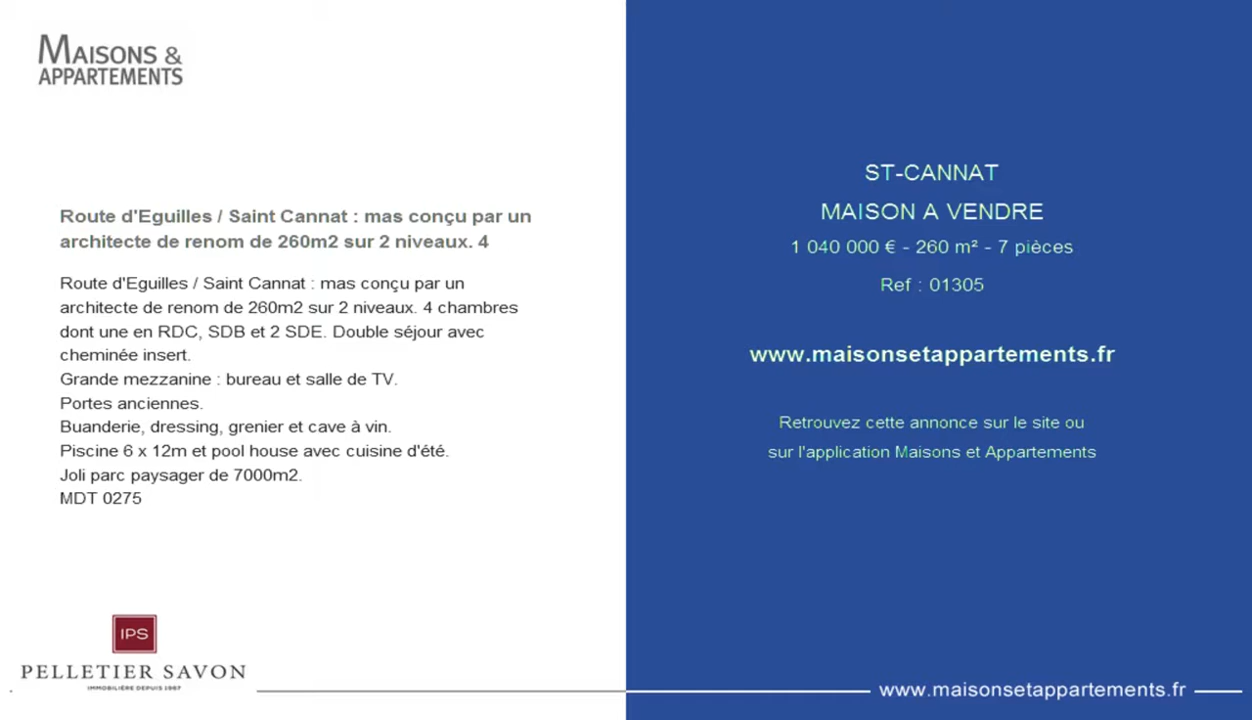 MAISONS &
APPARTEMENTS
Route d'Eguilles / Saint Cannat : mas conçu par un
architecte de renom de 260m2 sur 2 niveaux. 4
Route d'Eguilles / Saint Cannat : mas conçu par un
architecte de renom de 260m2 sur 2 niveaux. 4 chambres
dont une en RDC, SDB et 2 SDE. Double séjour avec
cheminée insert.
Grande mezzanine : bureau et salle de TV.
Portes anciennes.
Buanderie, dressing, grenier et cave à vin.
Piscine 6 x 12m et pool house avec cuisine d'été.
Joli parc paysager de 7000m2.
MDT 0275
IPS
PELLETIER SAVON
IMMOBILIÈRE DEPUIS 1967
ST-CANNAT
MAISON A VENDRE
1 040 000 € - 260 m² - 7 pièces
Ref : 01305
www.maisonsetappartements.fr
Retrouvez cette annonce sur le site ou
sur l'application Maisons et Appartements
www.maisonsetappartements.fr